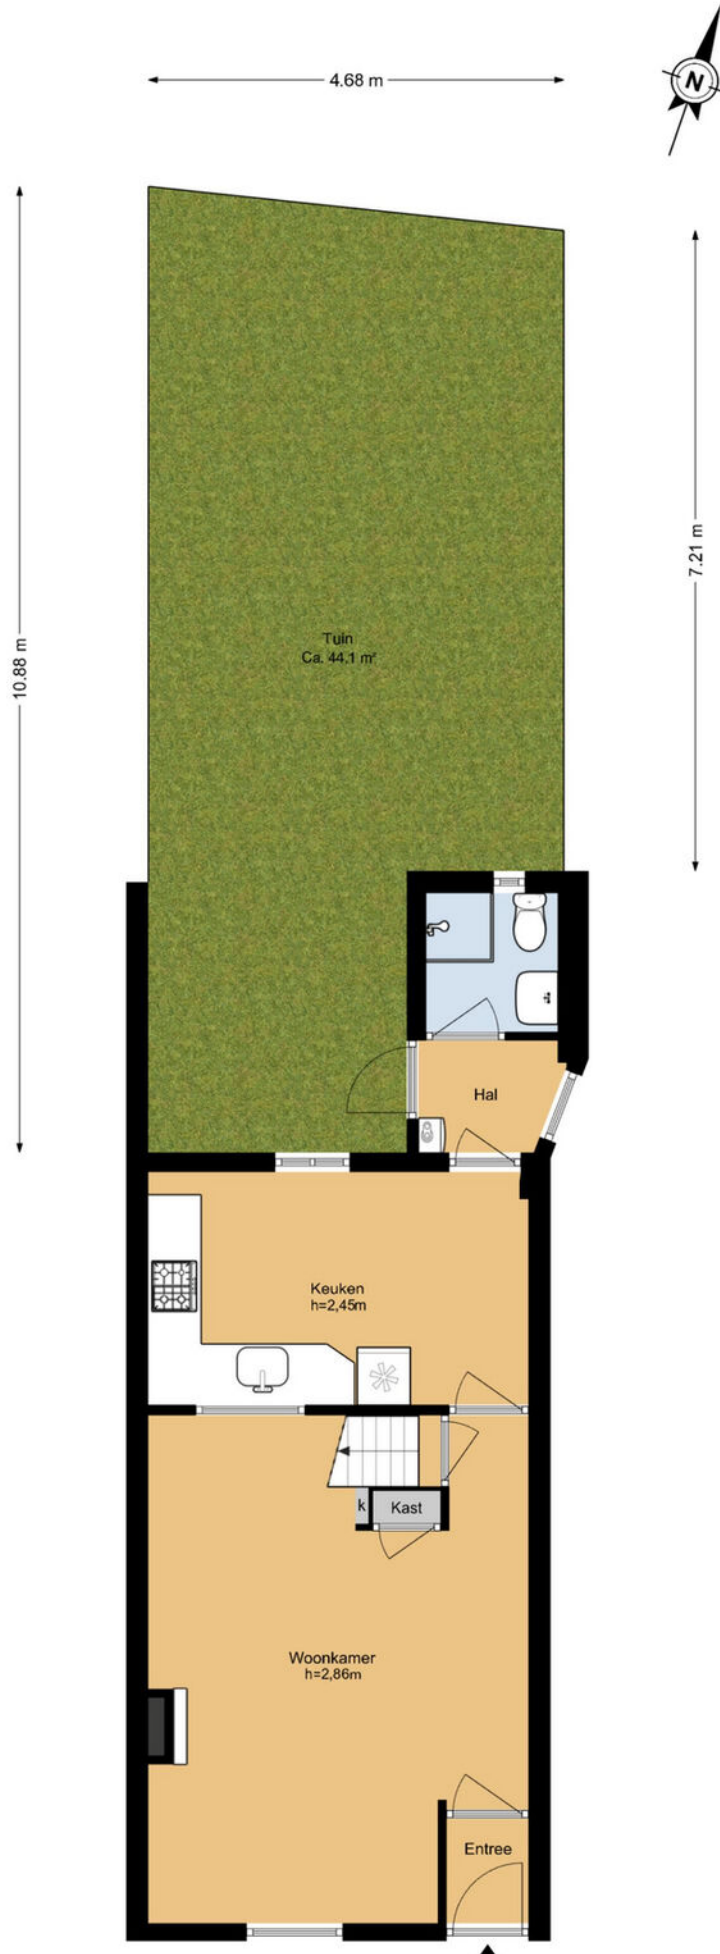 4.68 m
N
10.88 m
7.21 m
Tuin
Ca. 44.1 m²
Hal
Keuken
h=2,45m
k
Kast
Woonkamer
h=2,86m
Entree